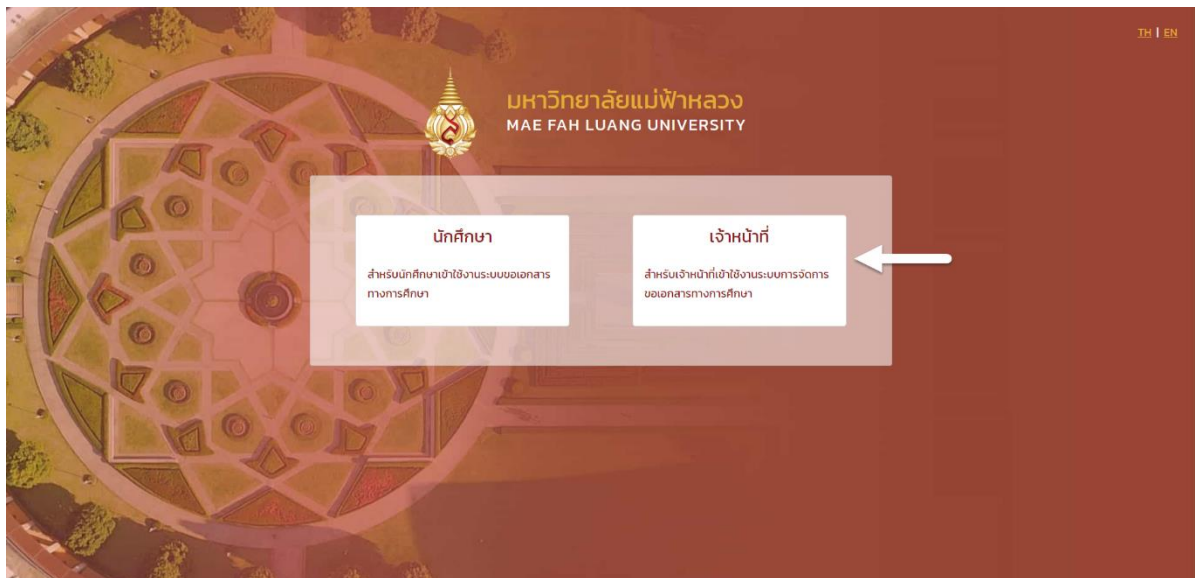 TH | EN
มหาวิทยาลัยแม่ฟ้าหลวง
MAE FAH LUANG UNIVERSITY
นักศึกษา
สำหรับนักศึกษาเข้าใช้งานระบบขอเอกสาร
ทางการศึกษา
เจ้าหน้าที่
สำหรับเจ้าหน้าที่เข้าใช้งานระบบการจัดการ
ขอเอกสารทางการศึกษา